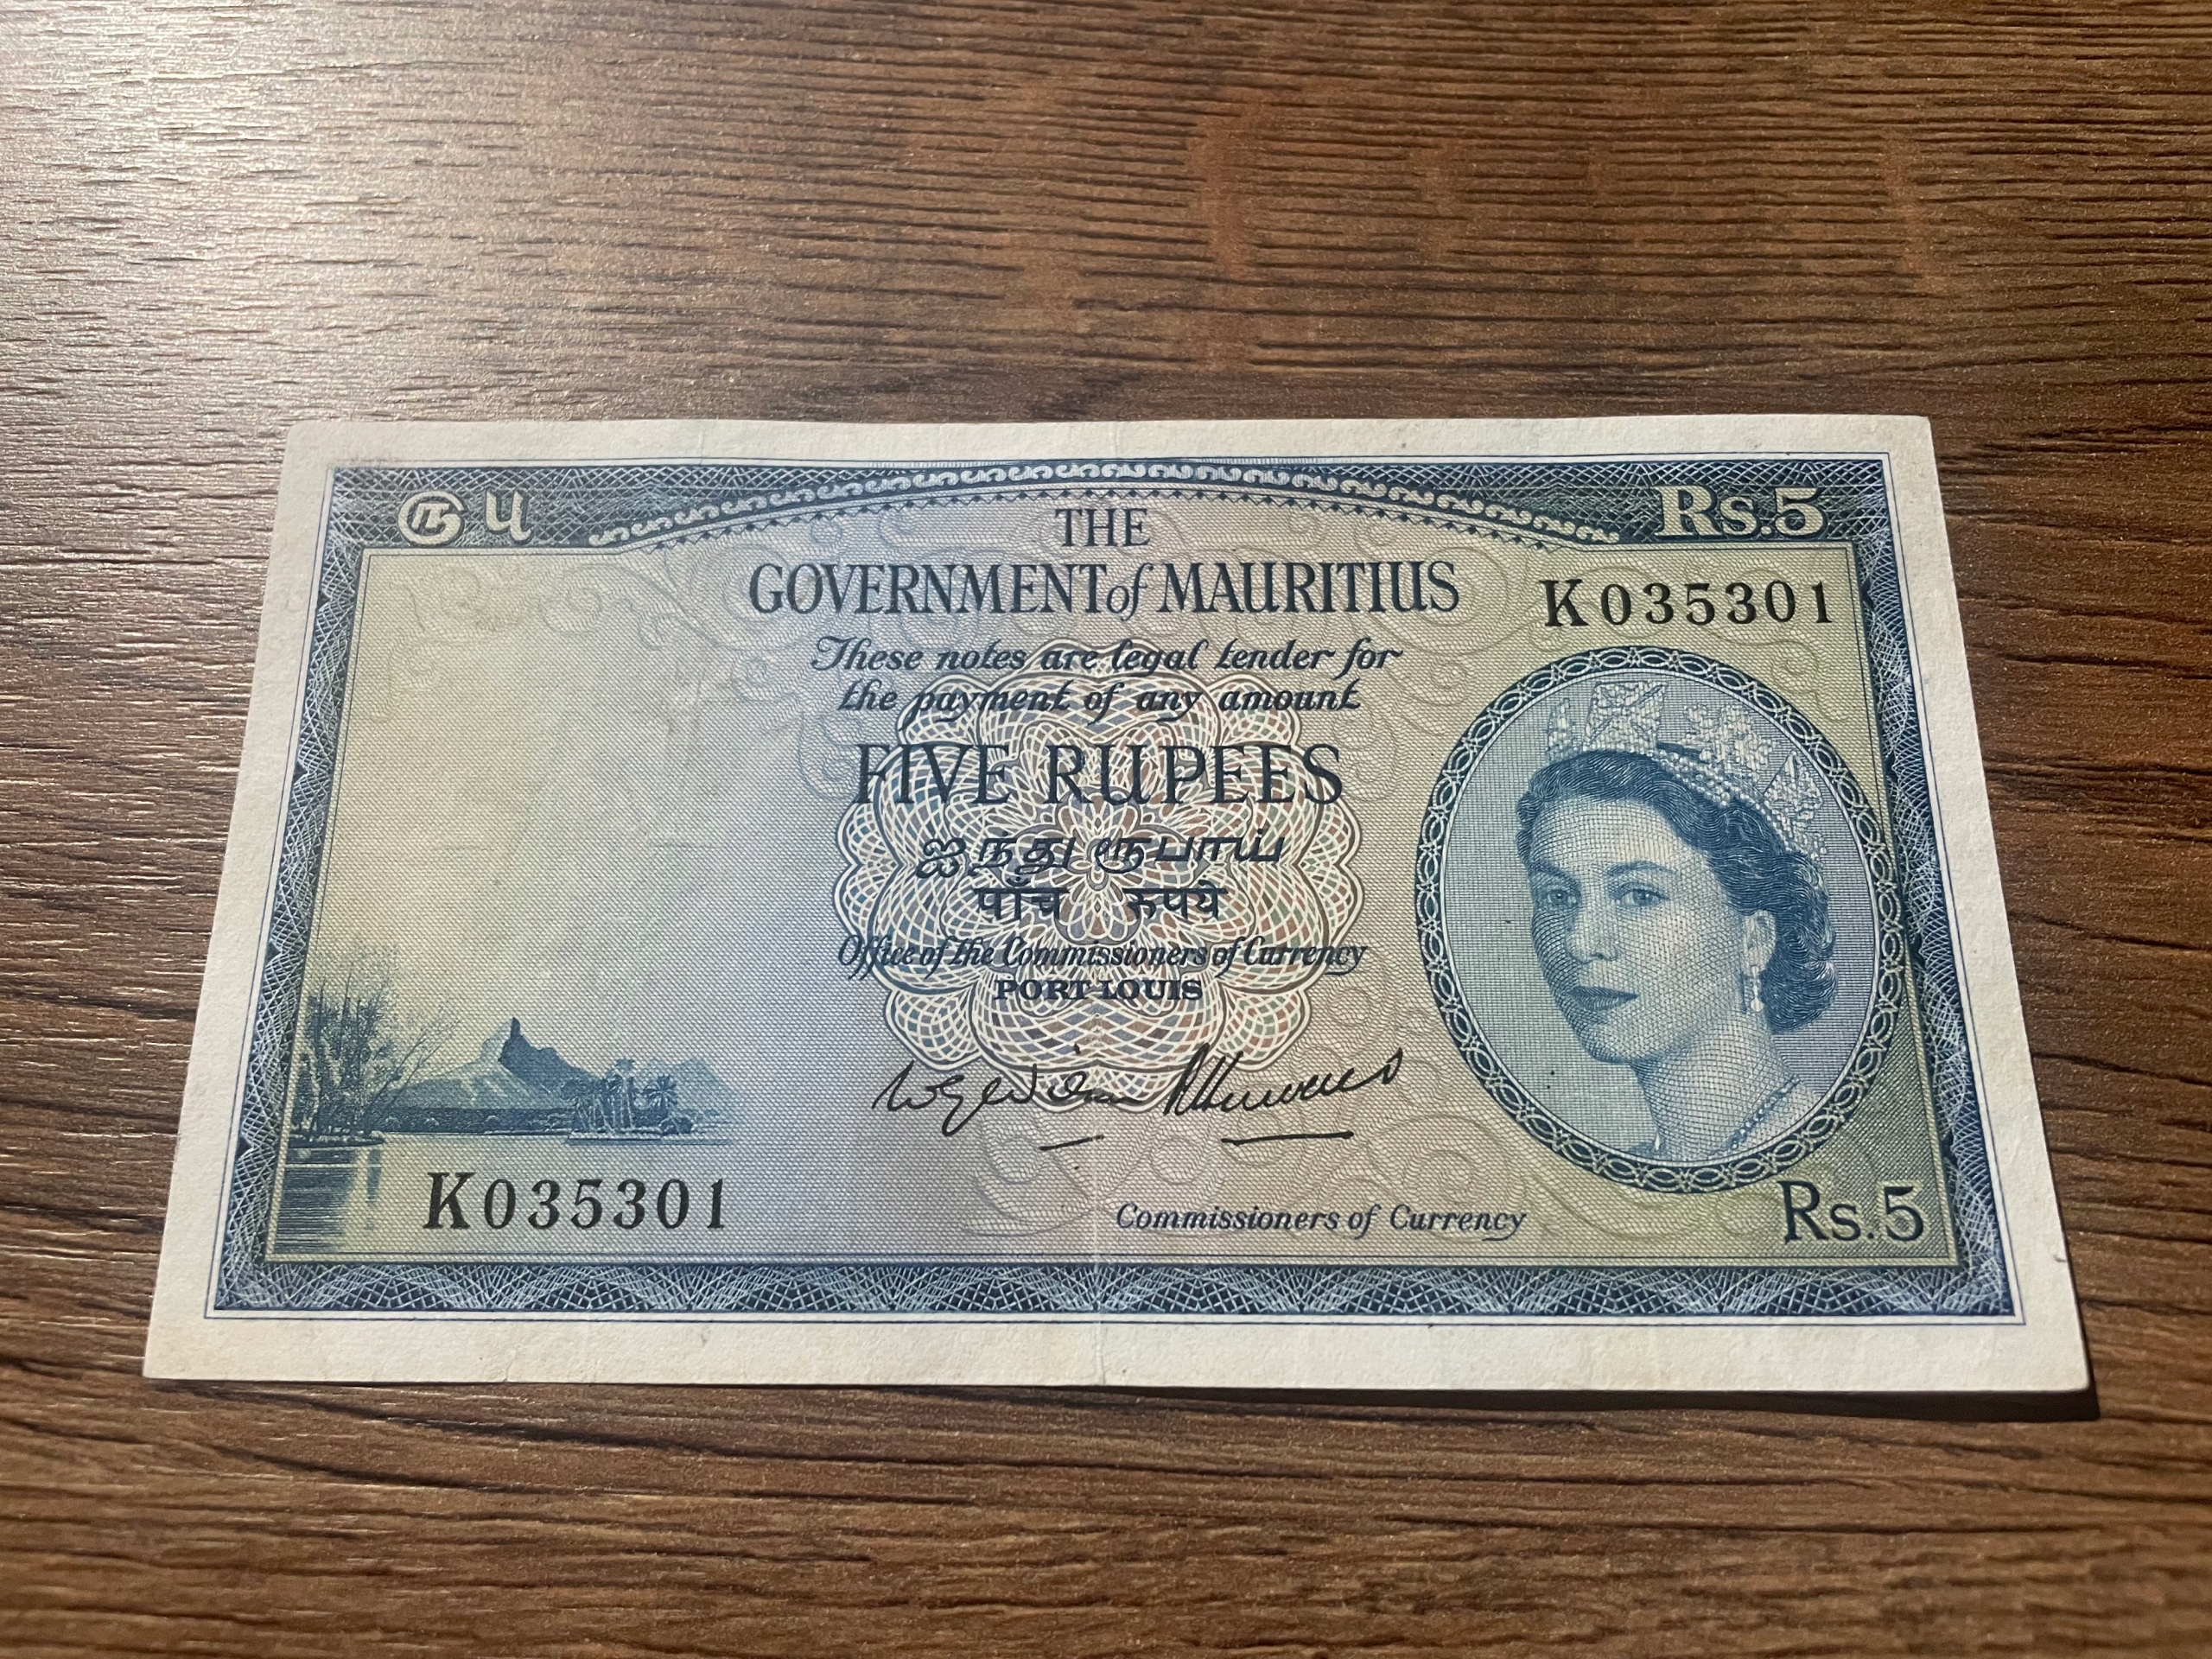 ௫ ५ Rs.5
THE
GOVERNMENT of MAURITIUS
K035301
These notes are legal tender for
the payment of any amount
FIVE RUPEES
ஐந்து ரூபாய்
पाँच रुपये
Office of the Commissioners of Currency
PORT LOUIS
K035301
Commissioners of Currency
Rs.5